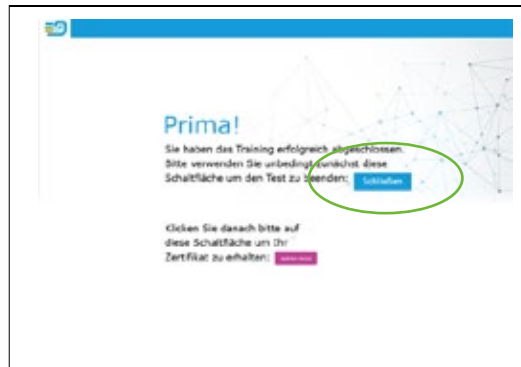 Prima!
Sie haben das Training erfolgreich abgeschlossen.
Bitte verwenden Sie unbedingt zunächst diese
Schaltfläche um den Test zu beenden: Schließen
Klicken Sie danach bitte auf
diese Schaltfläche um Ihr
Zertifikat zu erhalten: